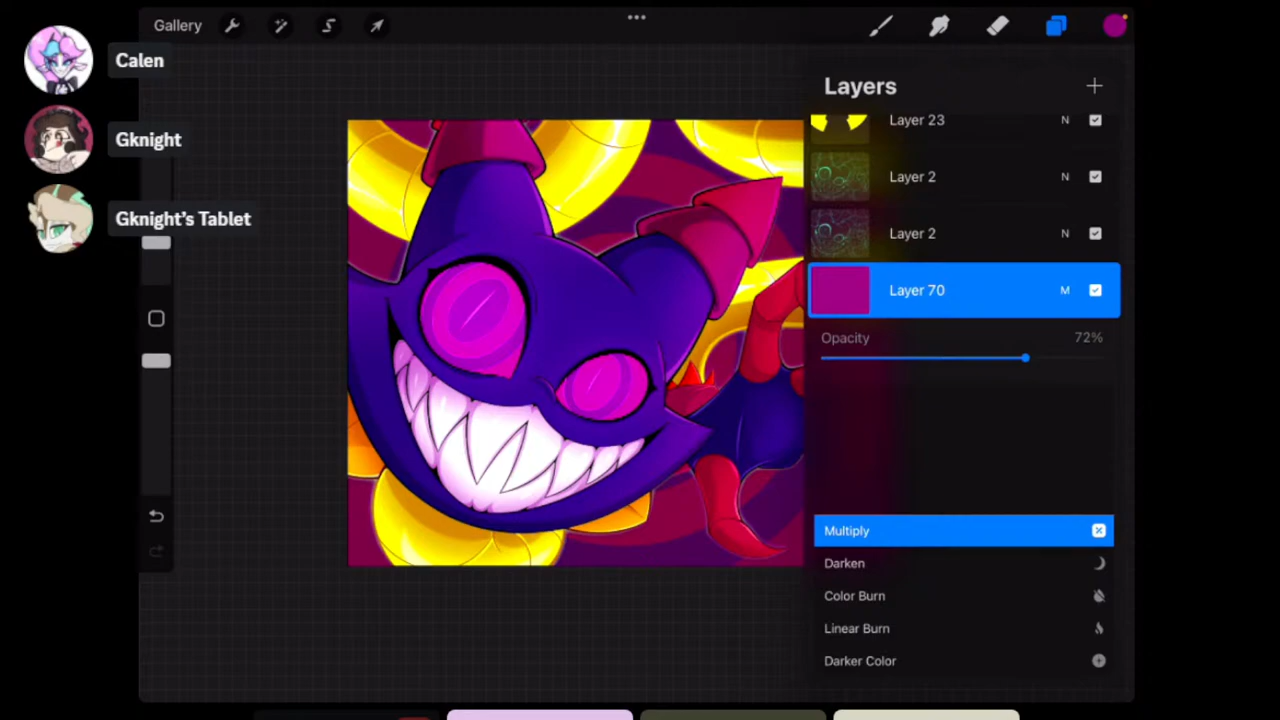 Gallery
Calen
Gknight
Gknight's Tablet
Layers
Layer 23 N
Layer 2 N
Layer 2 N
Layer 70 M
Opacity 72%
Multiply
Darken
Color Burn
Linear Burn
Darker Color